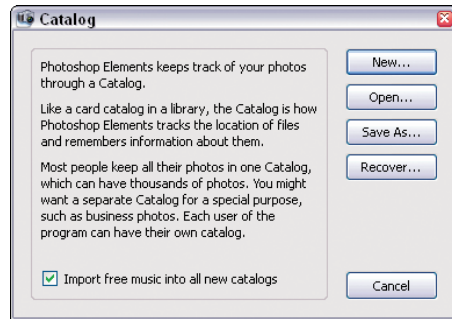 Catalog
Photoshop Elements keeps track of your photos
through a Catalog.
Like a card catalog in a library, the Catalog is how
Photoshop Elements tracks the location of files
and remembers information about them.
Most people keep all their photos in one Catalog,
which can have thousands of photos. You might
want a separate Catalog for a special purpose,
such as business photos. Each user of the
program can have their own catalog.
Import free music into all new catalogs
New...
Open...
Save As...
Recover...
Cancel